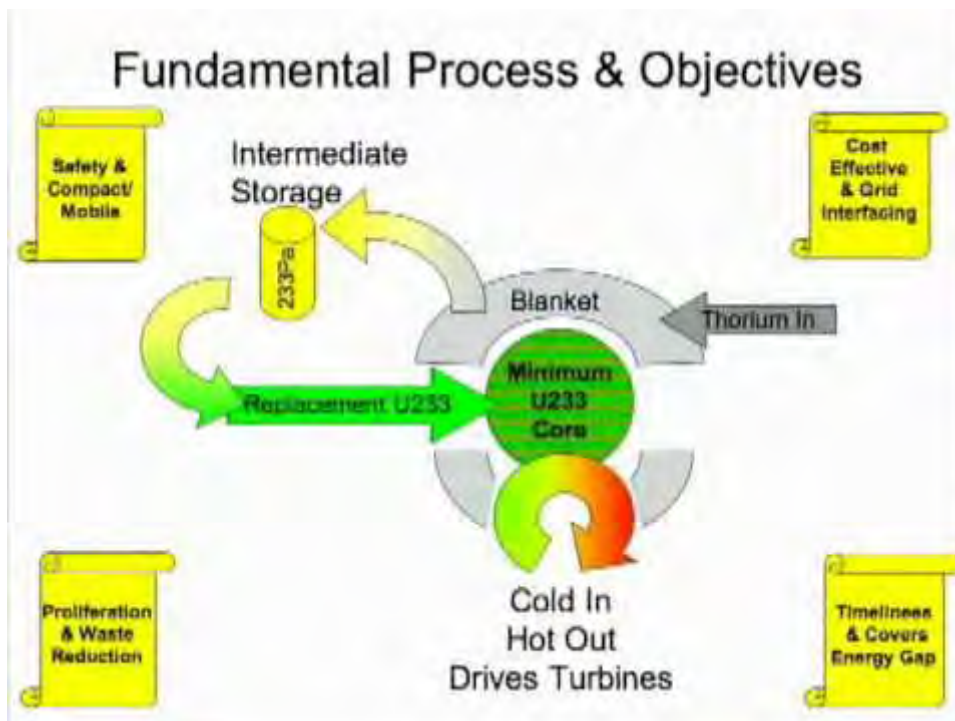 Fundamental Process & Objectives
Safety &
Compact/
Mobile
Intermediate
Storage
233Pa
Cost
Effective
& Grid
Interfacing
Blanket
Thorium In
Replacement U233
Minimum
U233
Core
Proliferation
& Waste
Reduction
Cold In
Hot Out
Drives Turbines
Timeliness
& Covers
Energy Gap